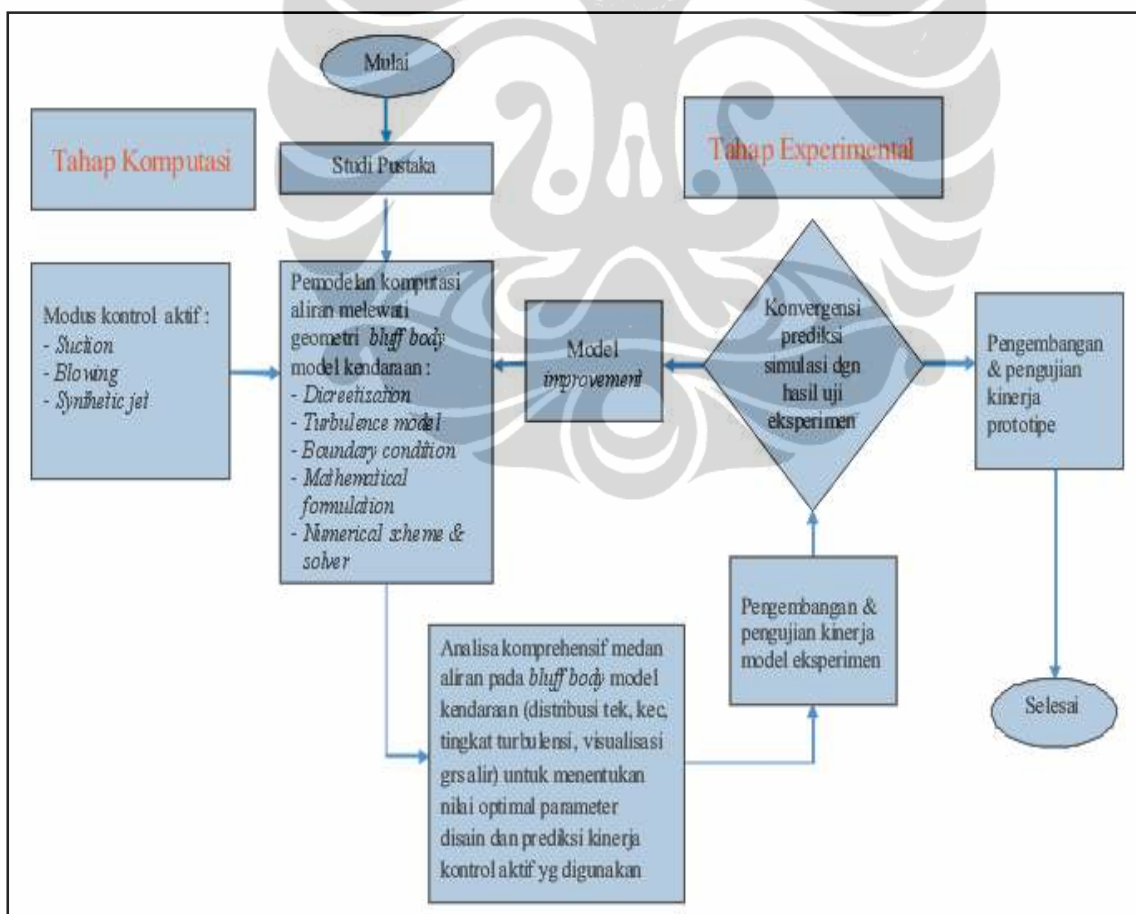 Mulai
Tahap Komputasi
Tahap Experimental
Studi Pustaka
Modus kontrol aktif :
- Suction
- Blowing
- Synthetic jet
Pemodelan komputasi
aliran melewati
geometri bluff body
model kendaraan :
- Dicreetization
- Turbulence model
- Boundary condition
- Mathematical
formulation
- Numerical scheme &
solver
Model
improvement
Konvergensi
prediksi
simulasi dgn
hasil uji
eksperimen
Pengembangan
& pengujian
kinerja
prototipe
Pengembangan &
pengujian kinerja
model eksperimen
Analisa komprehensif medan
aliran pada bluff body model
kendaraan (distribusi tek, kec,
tingkat turbulensi, visualisasi
grs alir) untuk menentukan
nilai optimal parameter
disain dan prediksi kinerja
kontrol aktif yg digunakan
Selesai